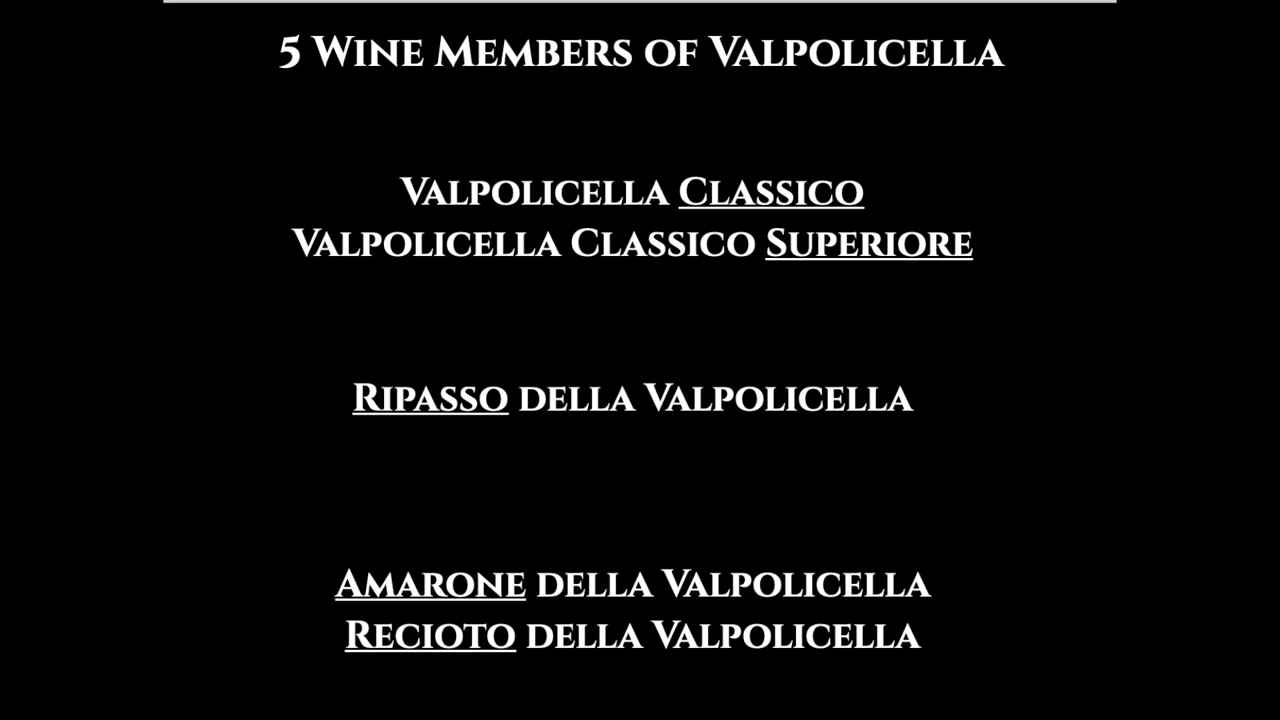 5 Wine Members of Valpolicella
Valpolicella Classico
Valpolicella Classico Superiore
Ripasso della Valpolicella
Amarone della Valpolicella
Recioto della Valpolicella